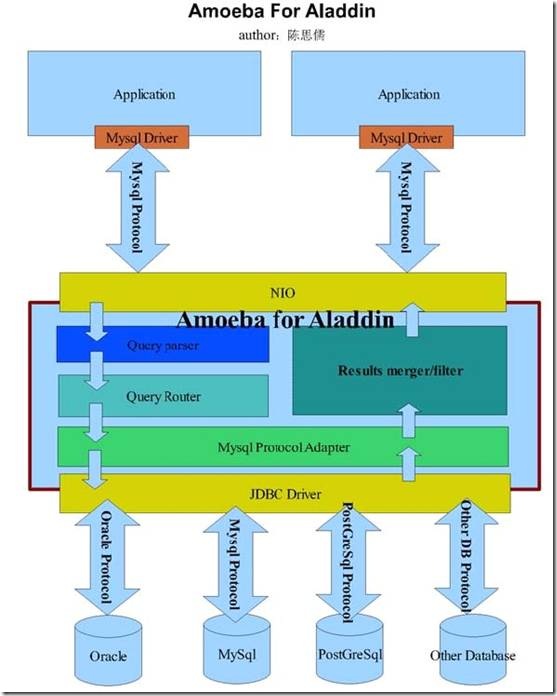 Amoeba For Aladdin
author: 陈思儒
Application
Application
Mysql Driver
Mysql Driver
Mysql Protocol
Mysql Protocol
NIO
Amoeba for Aladdin
Query parser
Results merger/filter
Query Router
Mysql Protocol Adapter
JDBC Driver
Oracle Protocol
Mysql Protocol
PostGreSql Protocol
Other DB Protocol
Oracle
MySql
PostGreSql
Other Database